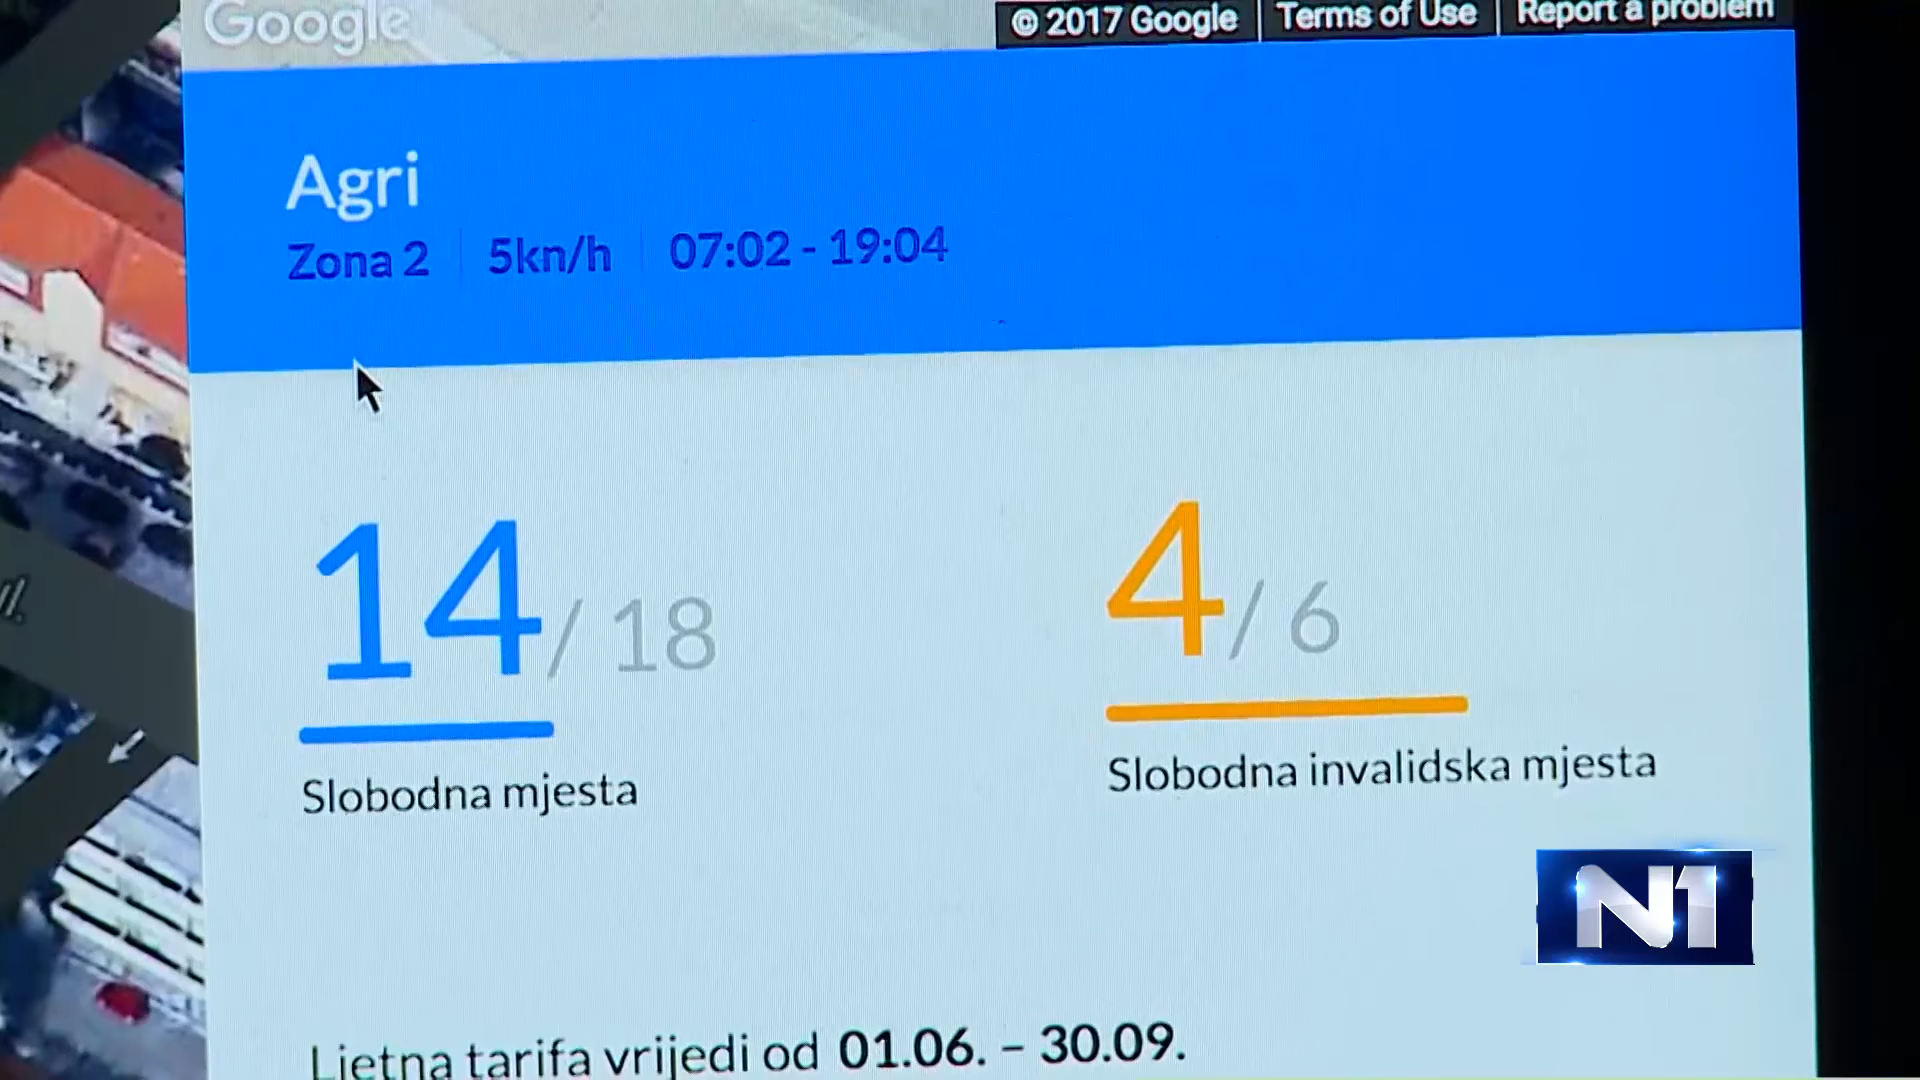 Google
© 2017 Google
Terms of Use
Report a problem
Agri
Zona 2
5kn/h
07:02 - 19:04
14 / 18
4 / 6
Slobodna mjesta
Slobodna invalidska mjesta
N1
Ljetna tarifa vrijedi od 01.06. – 30.09.